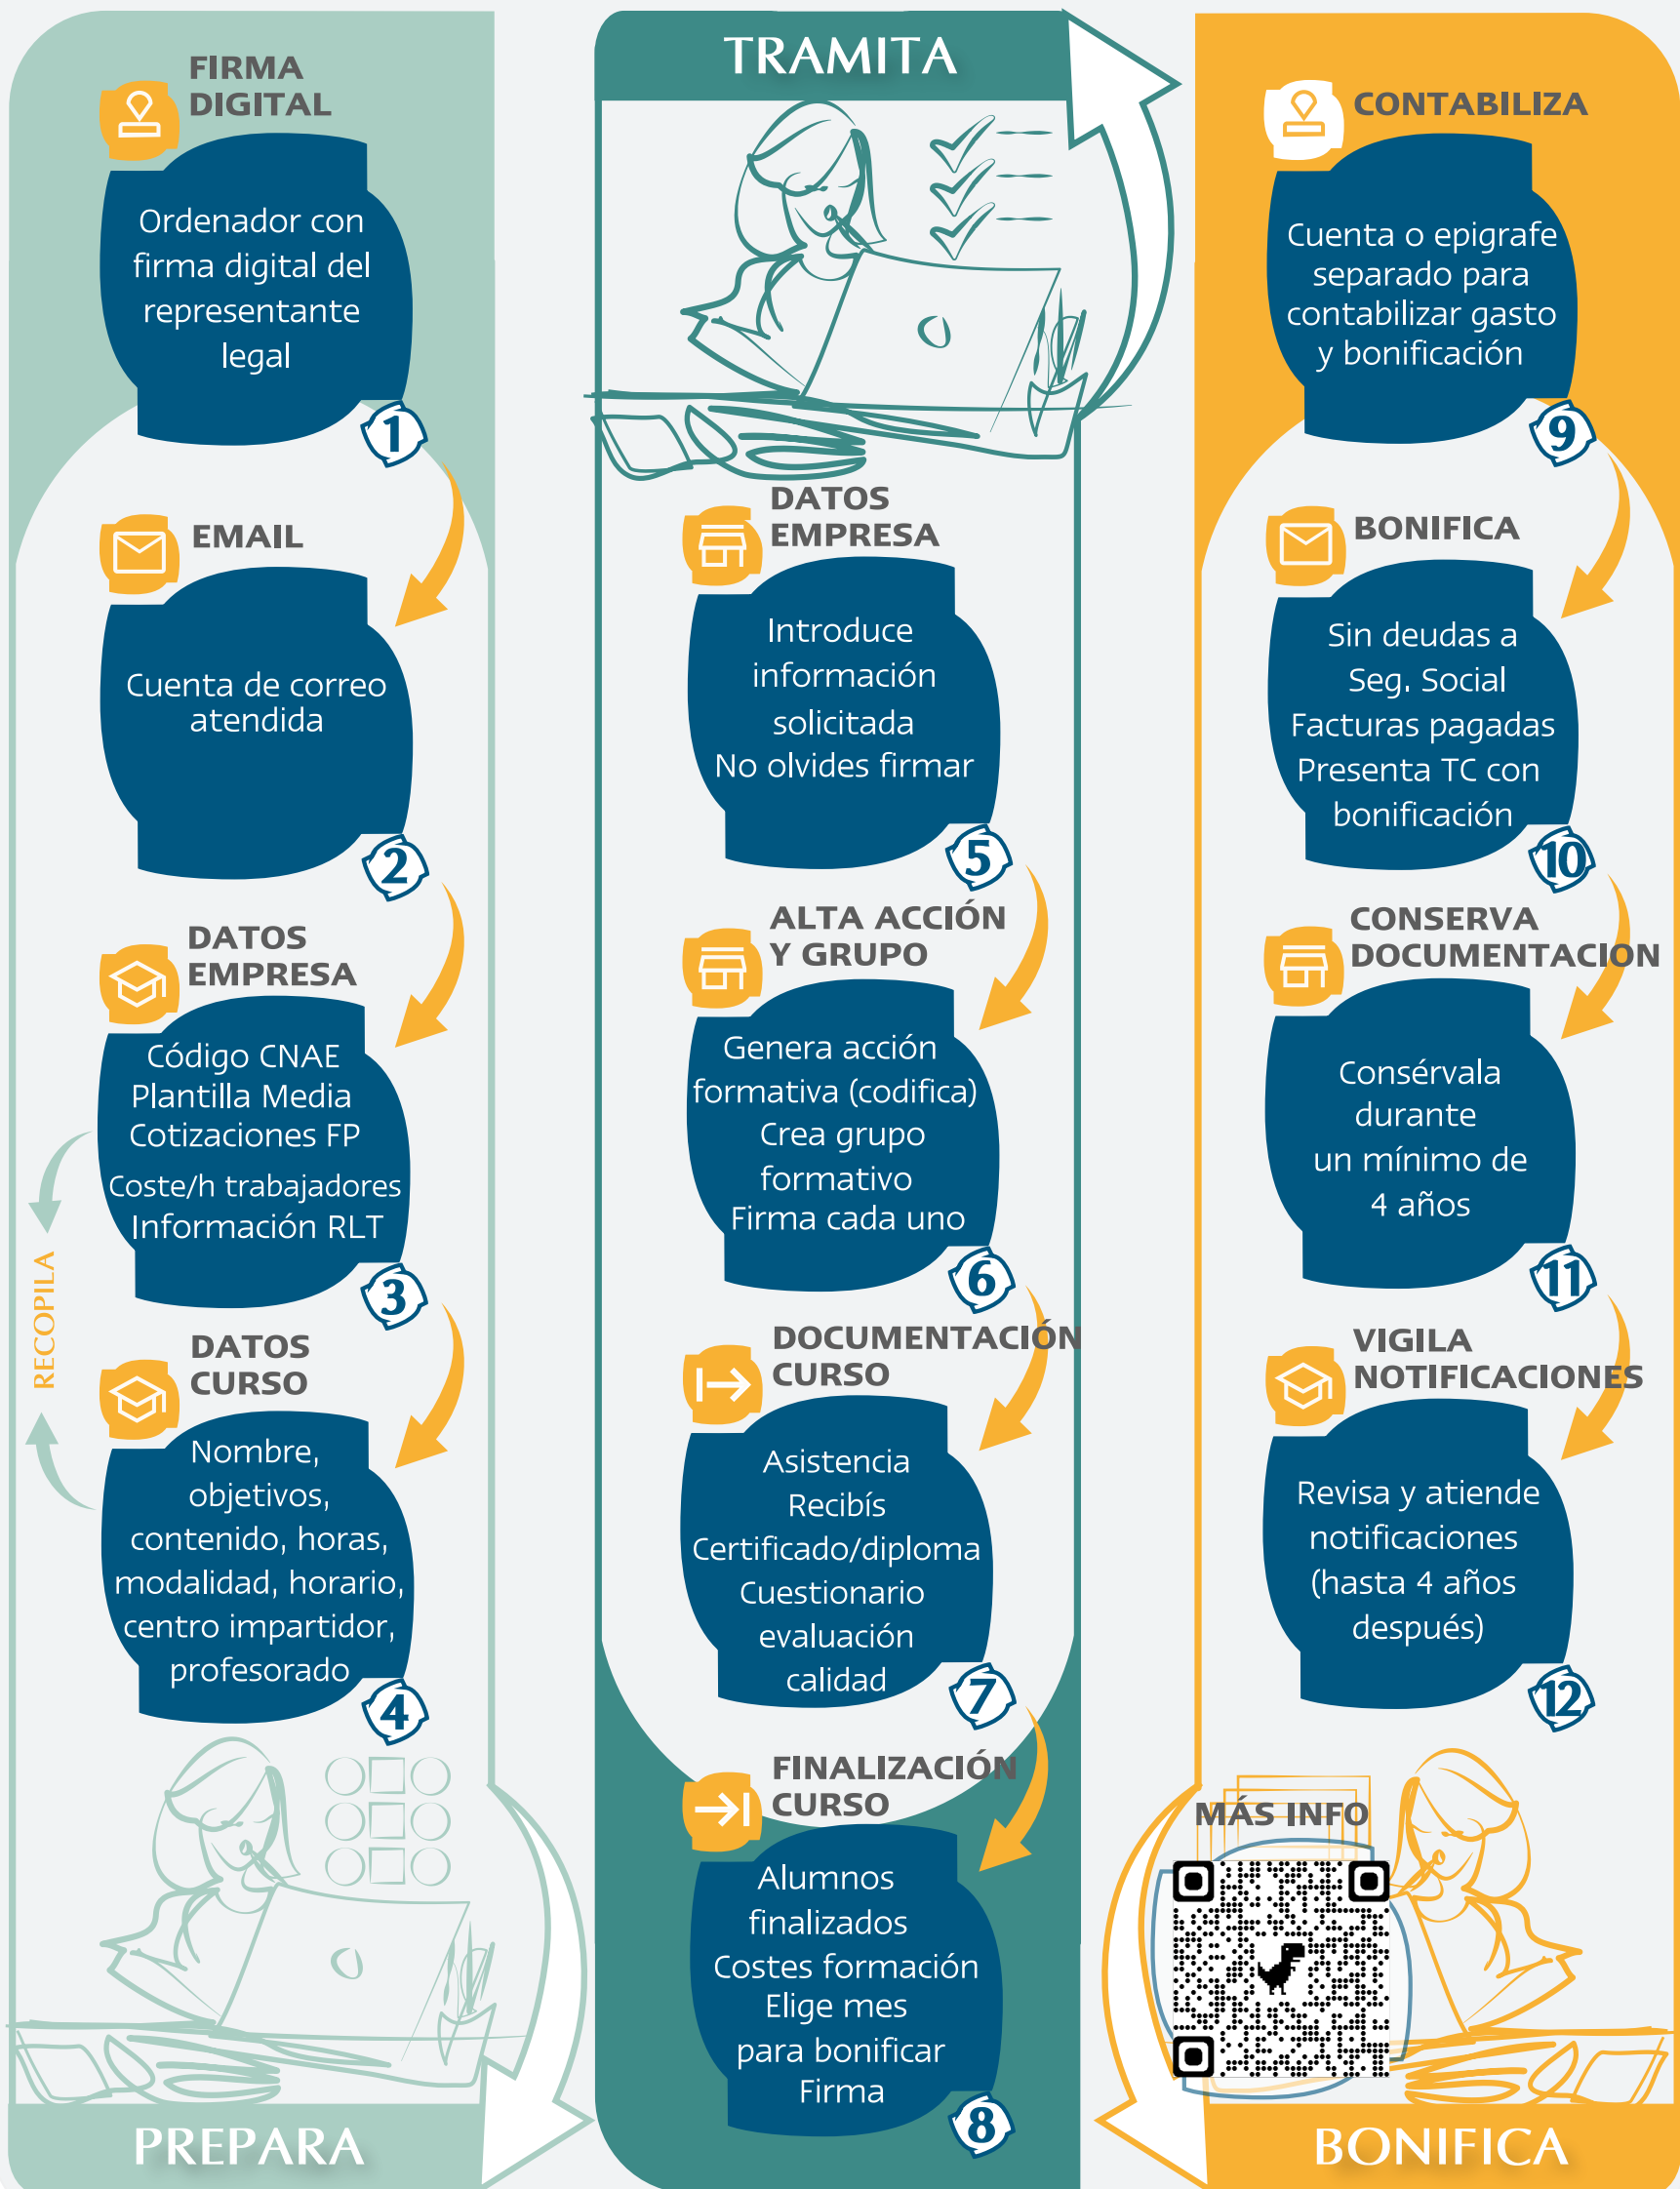 FIRMA
DIGITAL
Ordenador con
firma digital del
representante
legal
1
EMAIL
Cuenta de correo
atendida
2
DATOS
EMPRESA
Código CNAE
Plantilla Media
Cotizaciones FP
Coste/h trabajadores
Información RLT
3
RECOPILA
DATOS
CURSO
Nombre,
objetivos,
contenido, horas,
modalidad, horario,
centro impartidor,
profesorado
4
PREPARA
TRAMITA
DATOS
EMPRESA
Introduce
información
solicitada
No olvides firmar
5
ALTA ACCIÓN
Y GRUPO
Genera acción
formativa (codifica)
Crea grupo
formativo
Firma cada uno
6
DOCUMENTACIÓN
CURSO
Asistencia
Recibís
Certificado/diploma
Cuestionario
evaluación
calidad
7
FINALIZACIÓN
CURSO
Alumnos
finalizados
Costes formación
Elige mes
para bonificar
Firma
8
CONTABILIZA
Cuenta o epigrafe
separado para
contabilizar gasto
y bonificación
9
BONIFICA
Sin deudas a
Seg. Social
Facturas pagadas
Presenta TC con
bonificación
10
CONSERVA
DOCUMENTACION
Consérvala
durante
un mínimo de
4 años
11
VIGILA
NOTIFICACIONES
Revisa y atiende
notificaciones
(hasta 4 años
después)
12
MÁS INFO
BONIFICA